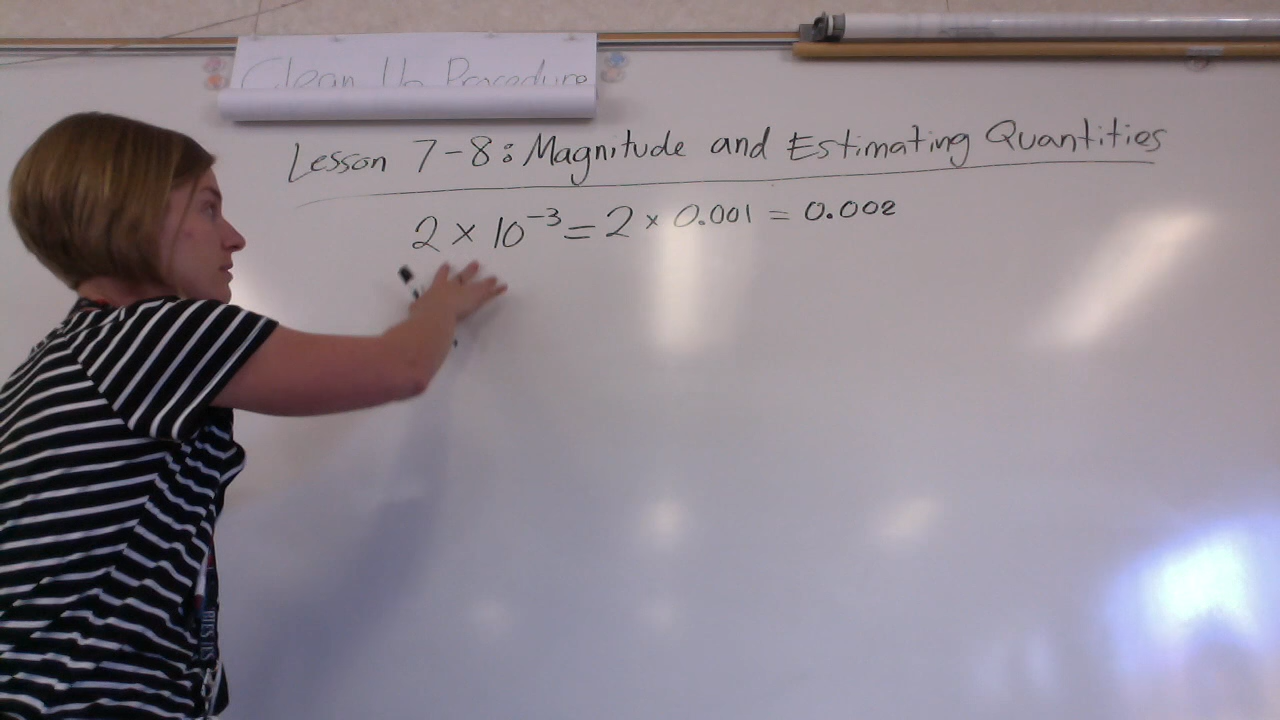 Clean Up Procedure
Lesson 7-8: Magnitude and Estimating Quantities
2 × 10⁻³ = 2 × 0.001 = 0.002